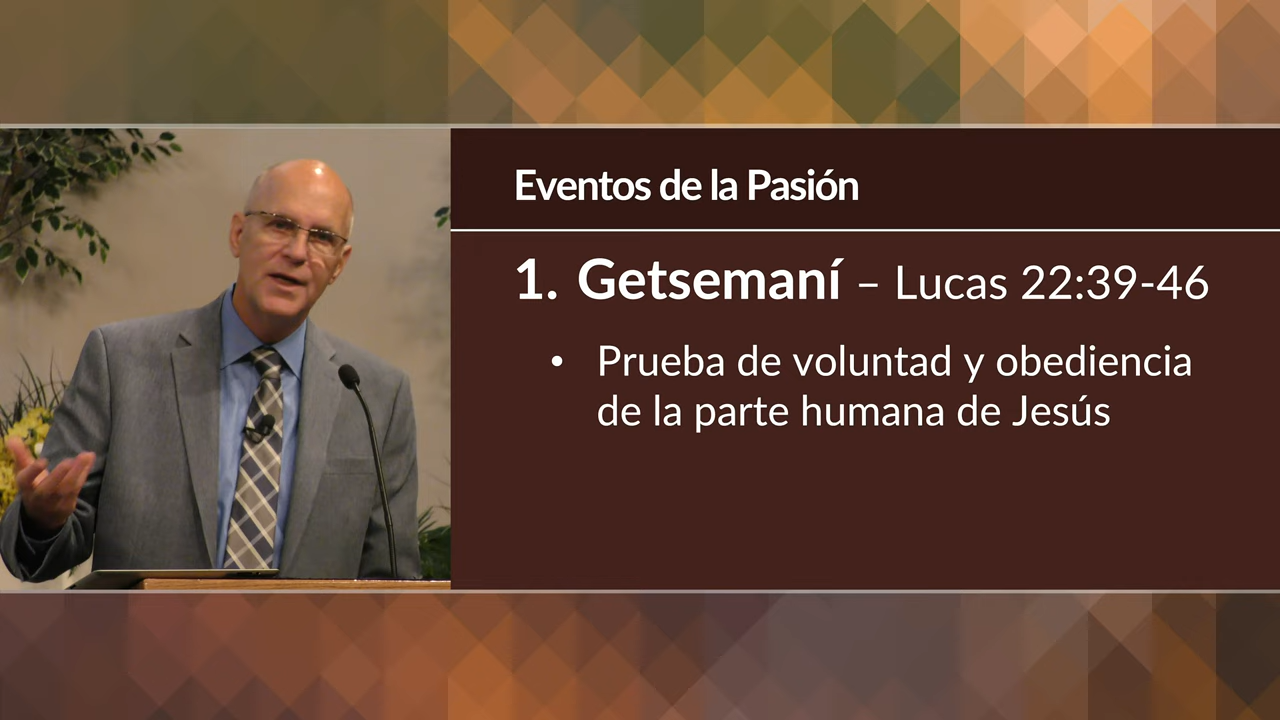 Eventos de la Pasión
1. Getsemaní – Lucas 22:39-46
• Prueba de voluntad y obediencia
de la parte humana de Jesús